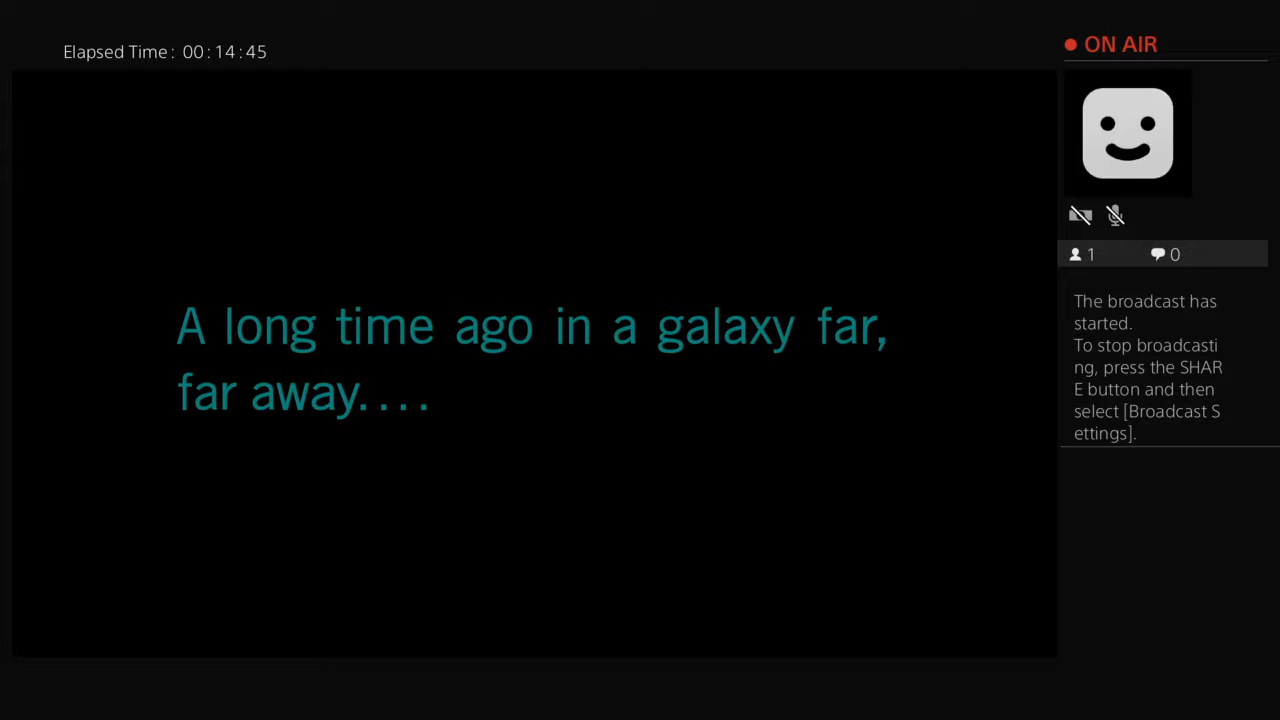 Elapsed Time: 00:14:45
ON AIR
1 0
A long time ago in a galaxy far,
far away....
The broadcast has
started.
To stop broadcasti
ng, press the SHAR
E button and then
select [Broadcast S
ettings].